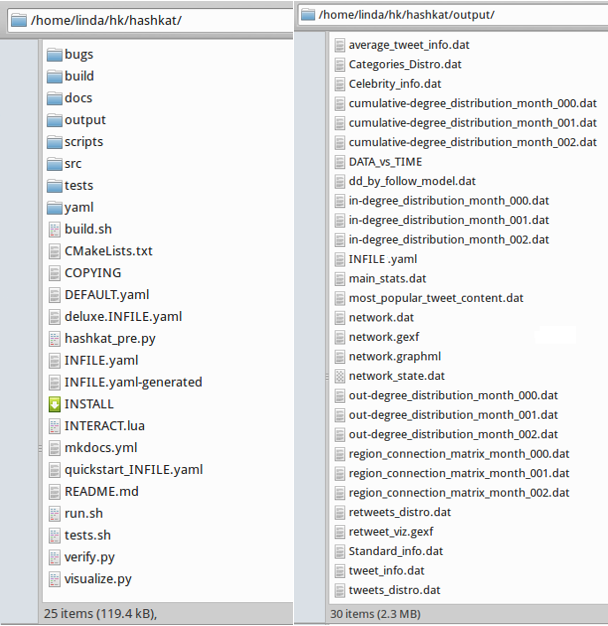 /home/linda/hk/hashkat/
bugs
build
docs
output
scripts
src
tests
yaml
build.sh
CMakeLists.txt
COPYING
DEFAULT.yaml
deluxe.INFILE.yaml
hashkat_pre.py
INFILE.yaml
INFILE.yaml-generated
INSTALL
INTERACT.lua
mkdocs.yml
quickstart_INFILE.yaml
README.md
run.sh
tests.sh
verify.py
visualize.py
25 items (119.4 kB),
/home/linda/hk/hashkat/output/
average_tweet_info.dat
Categories_Distro.dat
Celebrity_info.dat
cumulative-degree_distribution_month_000.dat
cumulative-degree_distribution_month_001.dat
cumulative-degree_distribution_month_002.dat
DATA_vs_TIME
dd_by_follow_model.dat
in-degree_distribution_month_000.dat
in-degree_distribution_month_001.dat
in-degree_distribution_month_002.dat
INFILE .yaml
main_stats.dat
most_popular_tweet_content.dat
network.dat
network.gexf
network.graphml
network_state.dat
out-degree_distribution_month_000.dat
out-degree_distribution_month_001.dat
out-degree_distribution_month_002.dat
region_connection_matrix_month_000.dat
region_connection_matrix_month_001.dat
region_connection_matrix_month_002.dat
retweets_distro.dat
retweet_viz.gexf
Standard_info.dat
tweet_info.dat
tweets_distro.dat
30 items (2.3 MB)